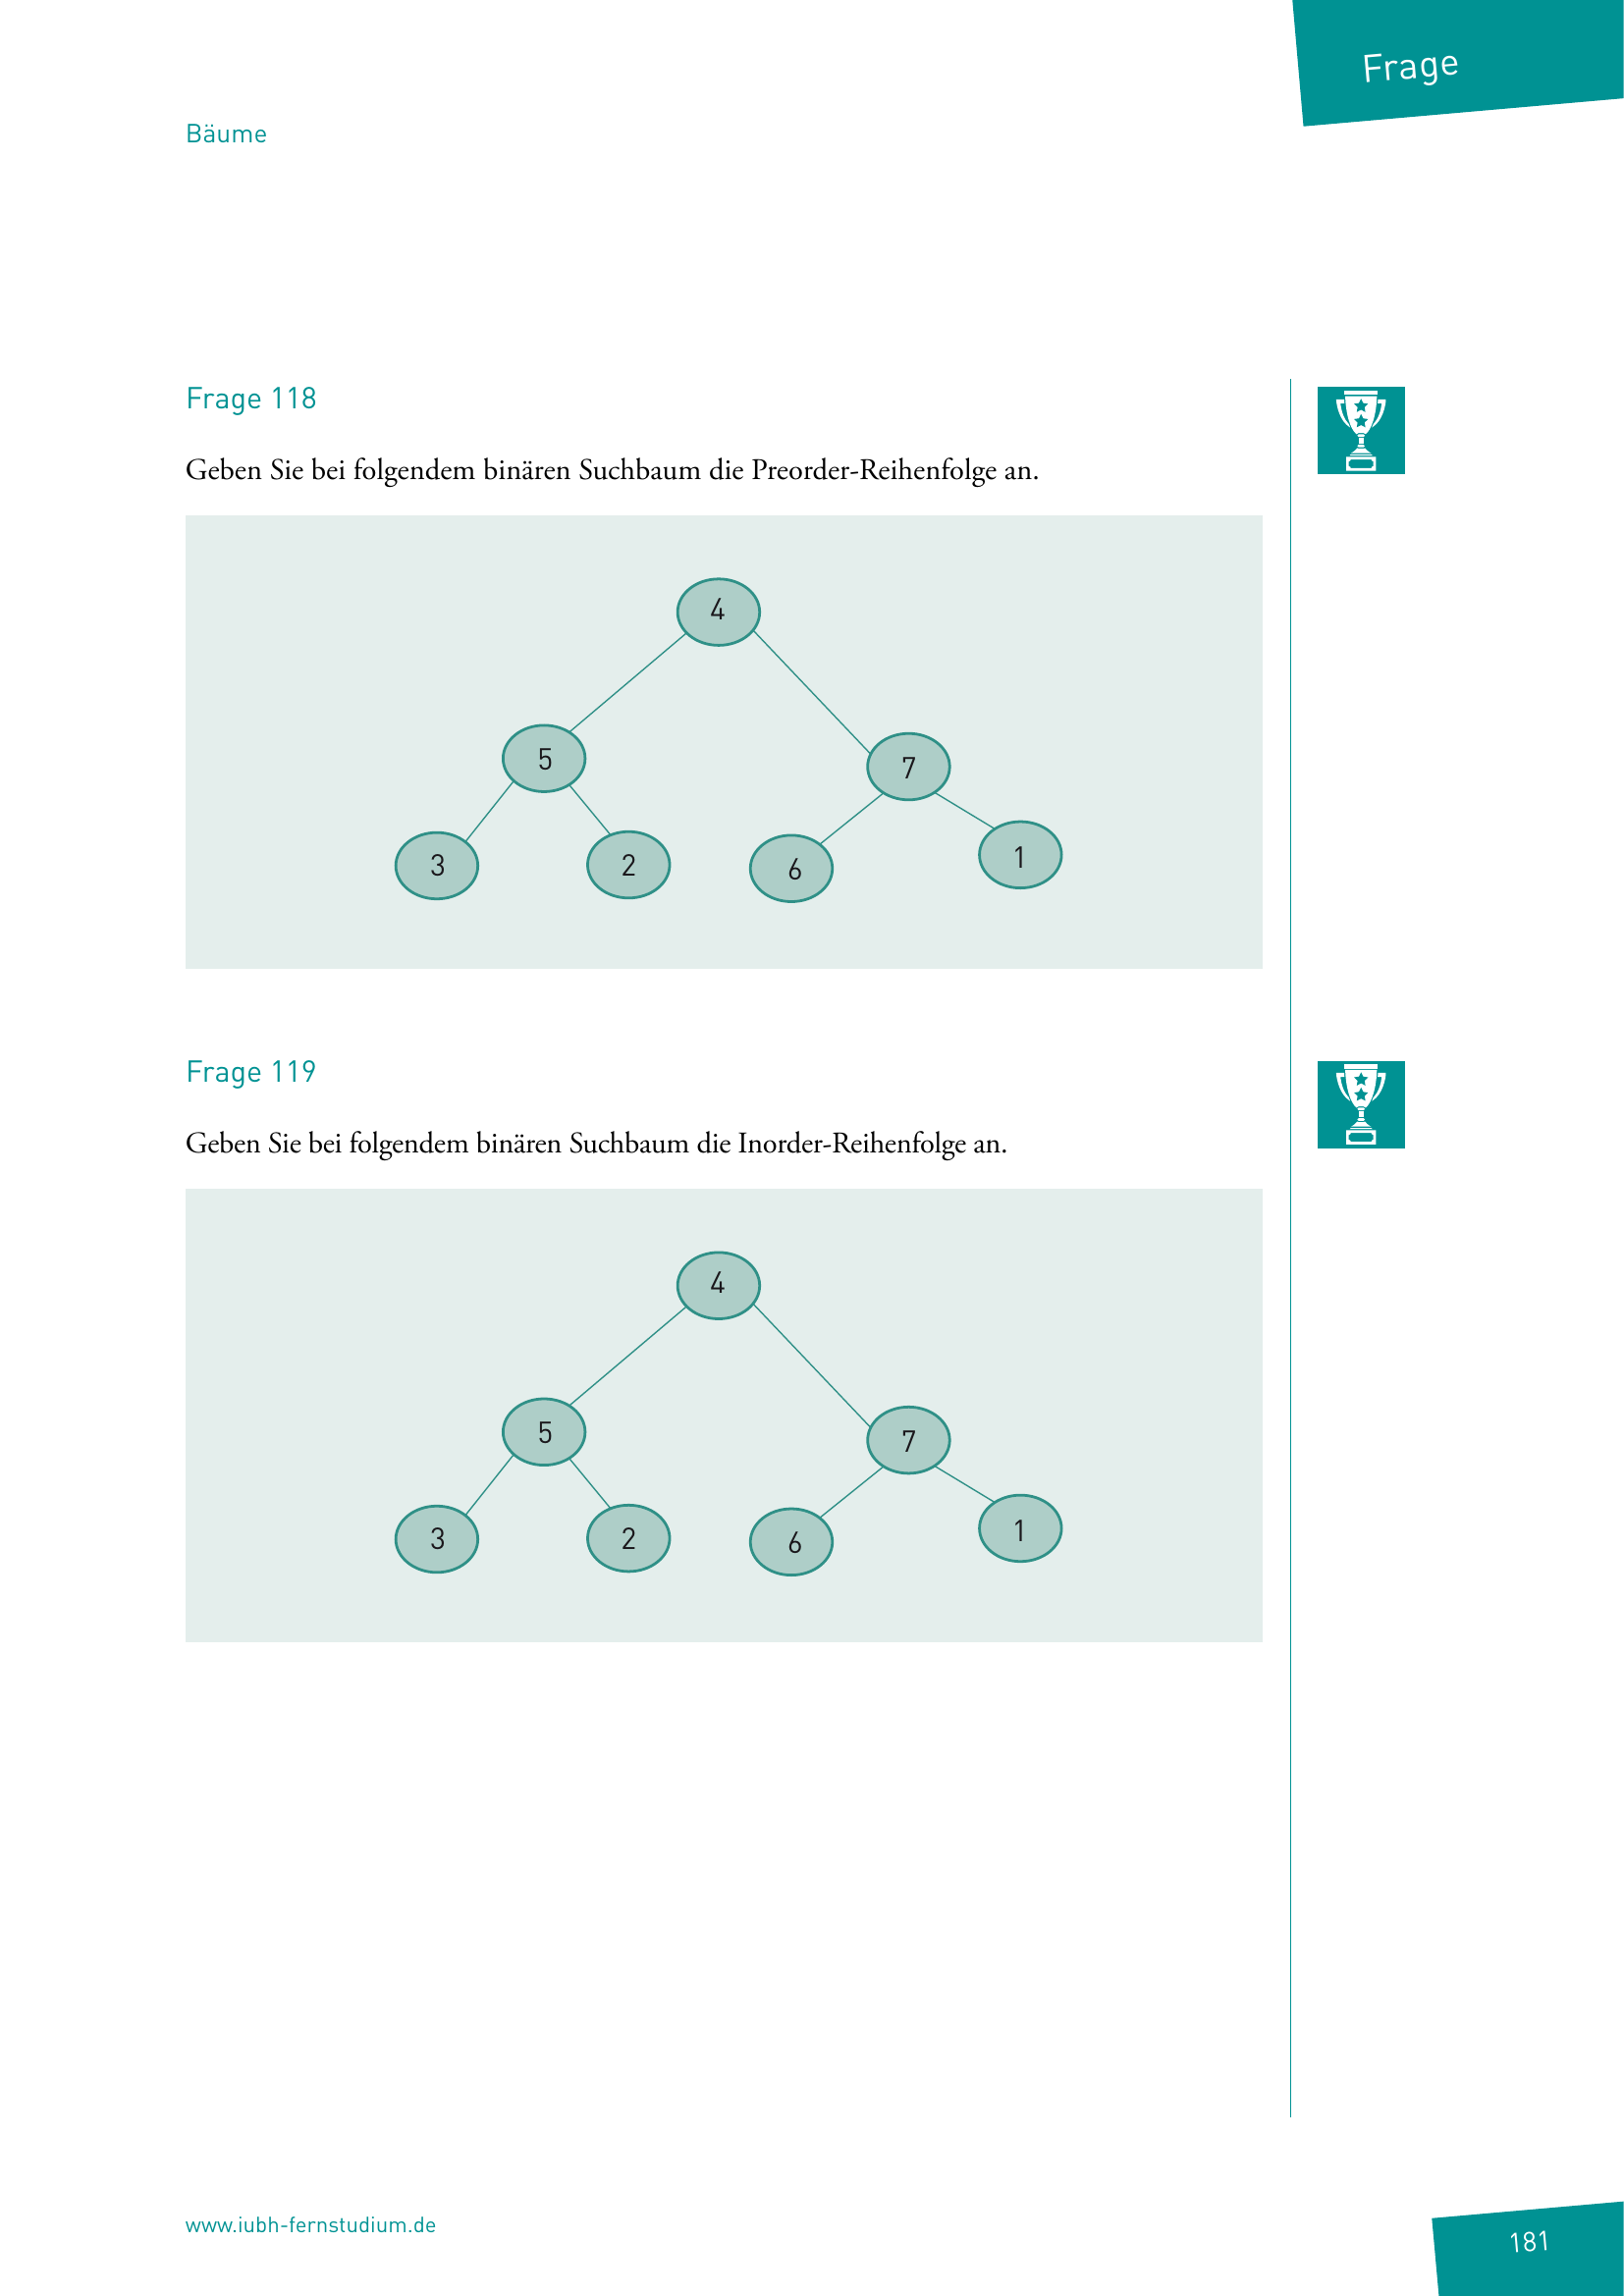 Frage
Bäume
Frage 118
Geben Sie bei folgendem binären Suchbaum die Preorder-Reihenfolge an.
4
5
7
3
2
6
1
Frage 119
Geben Sie bei folgendem binären Suchbaum die Inorder-Reihenfolge an.
4
5
7
3
2
6
1
www.iubh-fernstudium.de
181